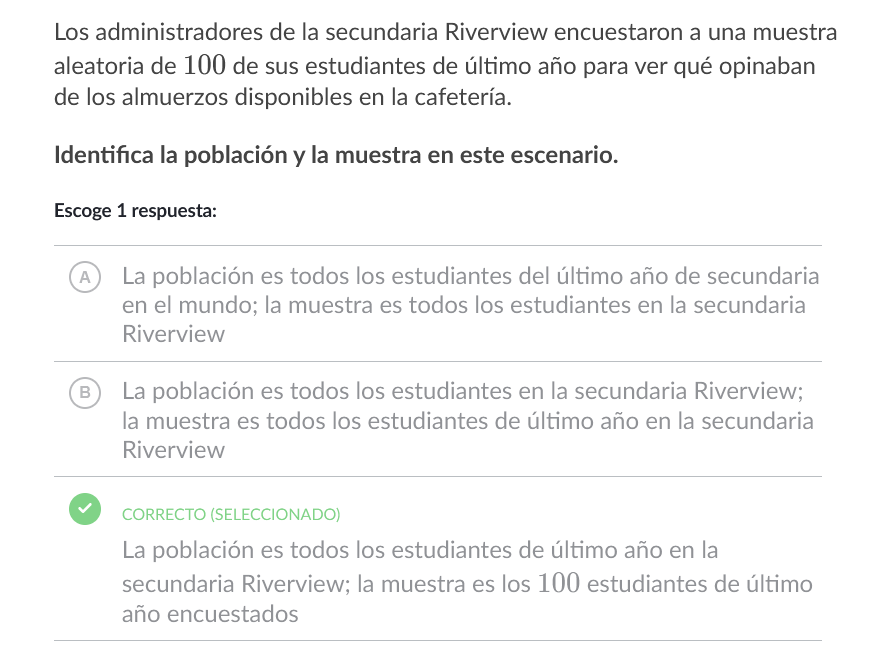 Los administradores de la secundaria Riverview encuestaron a una muestra
aleatoria de 100 de sus estudiantes de último año para ver qué opinaban
de los almuerzos disponibles en la cafetería.
Identifica la población y la muestra en este escenario.
Escoge 1 respuesta:
A La población es todos los estudiantes del último año de secundaria
en el mundo; la muestra es todos los estudiantes en la secundaria
Riverview
B La población es todos los estudiantes en la secundaria Riverview;
la muestra es todos los estudiantes de último año en la secundaria
Riverview
CORRECTO (SELECCIONADO)
La población es todos los estudiantes de último año en la
secundaria Riverview; la muestra es los 100 estudiantes de último
año encuestados